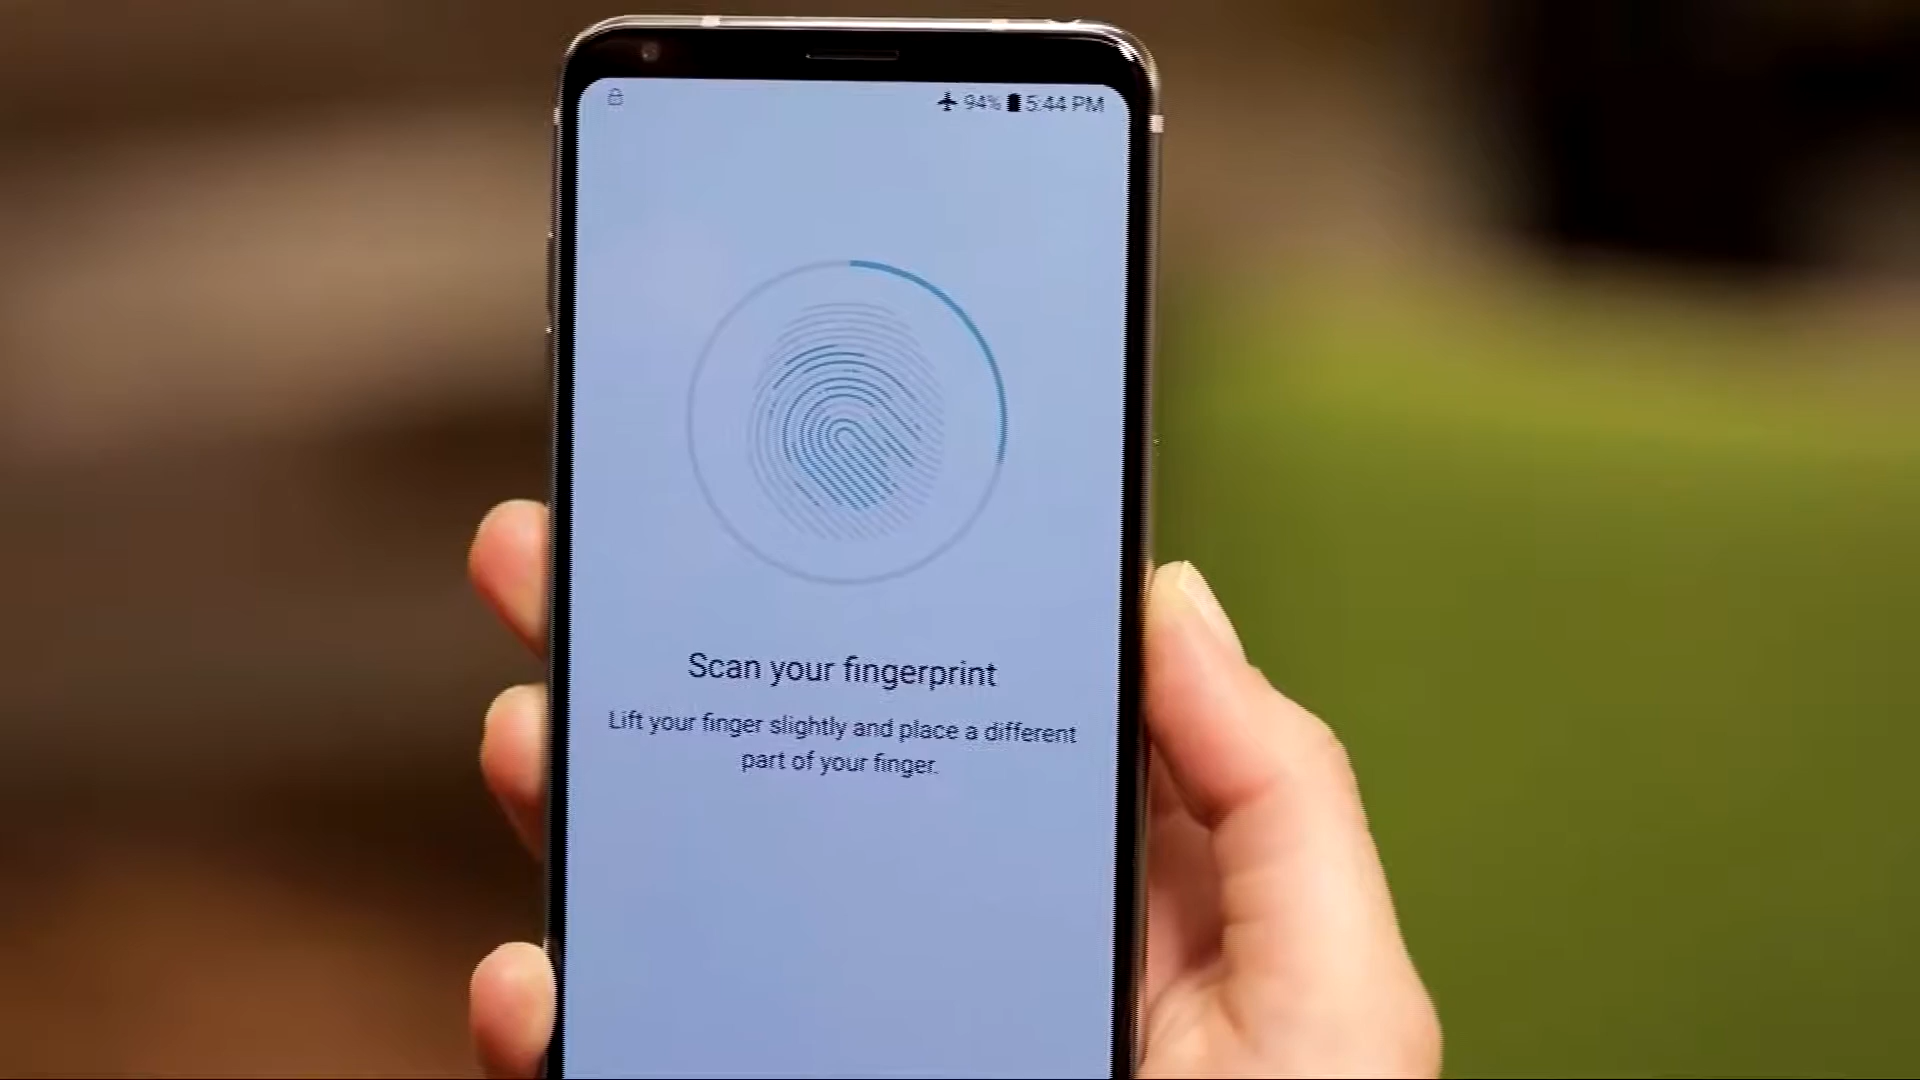 94% 5:44 PM
Scan your fingerprint
Lift your finger slightly and place a different
part of your finger.